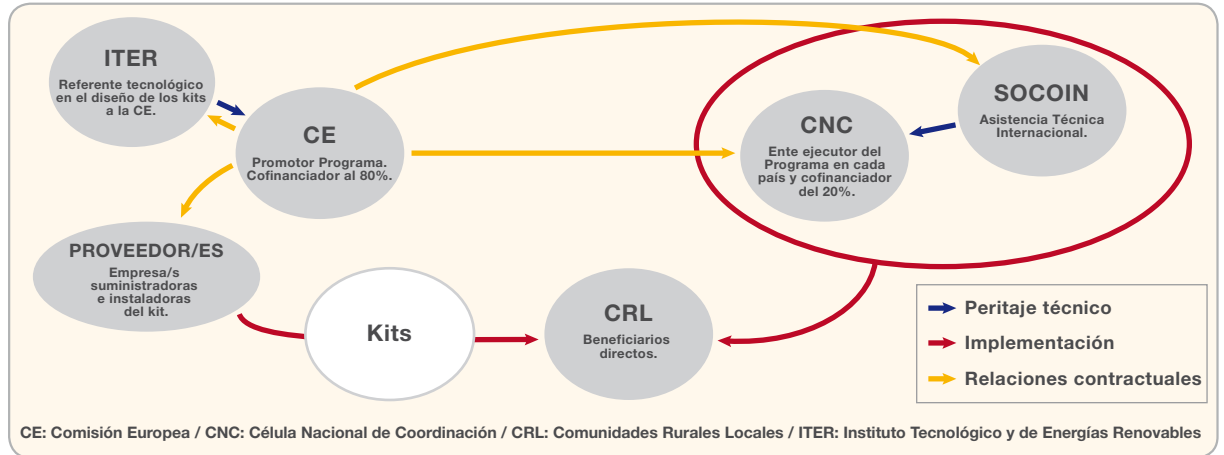 ITER
Referente tecnológico
en el diseño de los kits
a la CE.
CE
Promotor Programa.
Cofinanciador al 80%.
CNC
Ente ejecutor del
Programa en cada
país y cofinanciador
del 20%.
SOCOIN
Asistencia Técnica
Internacional.
PROVEEDOR/ES
Empresa/s
suministradoras
e instaladoras
del kit.
Kits
CRL
Beneficiarios
directos.
Peritaje técnico
Implementación
Relaciones contractuales
CE: Comisión Europea / CNC: Célula Nacional de Coordinación / CRL: Comunidades Rurales Locales / ITER: Instituto Tecnológico y de Energías Renovables